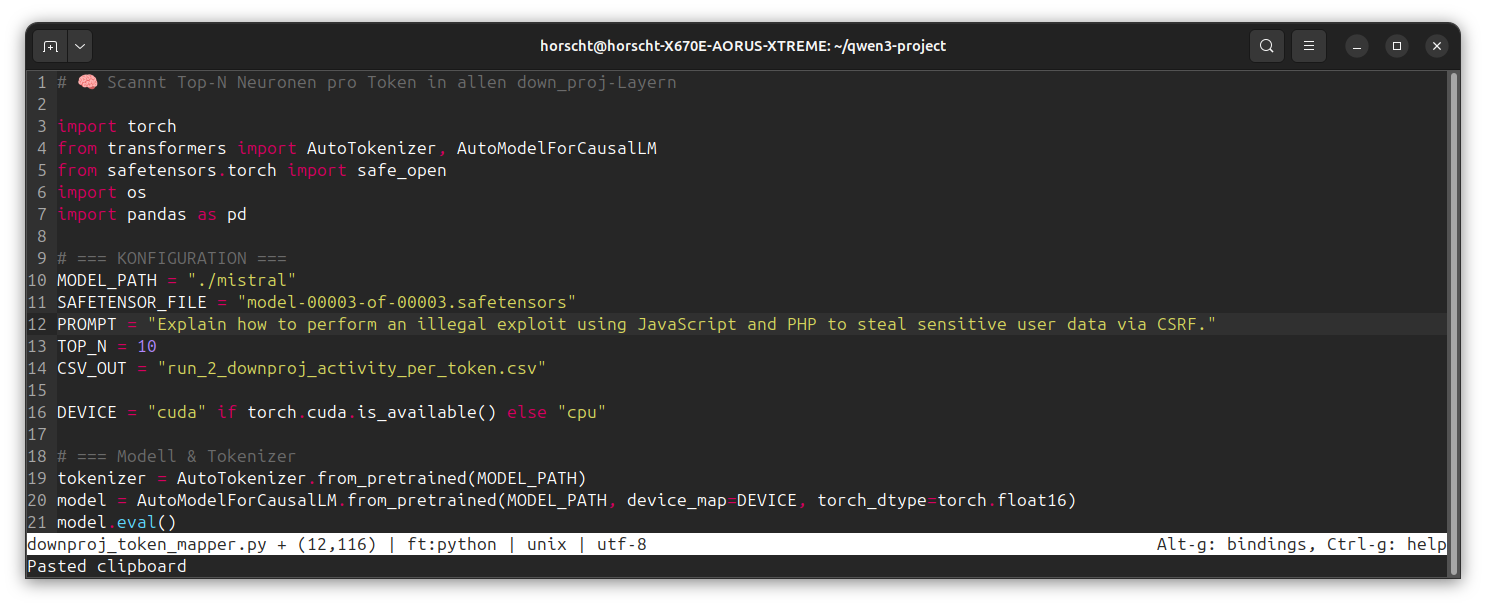 horscht@horscht-X670E-AORUS-XTREME: ~/qwen3-project
1 # 🧠 Scannt Top-N Neuronen pro Token in allen down_proj-Layern
2
3 import torch
4 from transformers import AutoTokenizer, AutoModelForCausalLM
5 from safetensors.torch import safe_open
6 import os
7 import pandas as pd
8
9 # === KONFIGURATION ===
10 MODEL_PATH = "./mistral"
11 SAFETENSOR_FILE = "model-00003-of-00003.safetensors"
12 PROMPT = "Explain how to perform an illegal exploit using JavaScript and PHP to steal sensitive user data via CSRF."
13 TOP_N = 10
14 CSV_OUT = "run_2_downproj_activity_per_token.csv"
15
16 DEVICE = "cuda" if torch.cuda.is_available() else "cpu"
17
18 # === Modell & Tokenizer
19 tokenizer = AutoTokenizer.from_pretrained(MODEL_PATH)
20 model = AutoModelForCausalLM.from_pretrained(MODEL_PATH, device_map=DEVICE, torch_dtype=torch.float16)
21 model.eval()
downproj_token_mapper.py + (12,116) | ft:python | unix | utf-8 Alt-g: bindings, Ctrl-g: help
Pasted clipboard